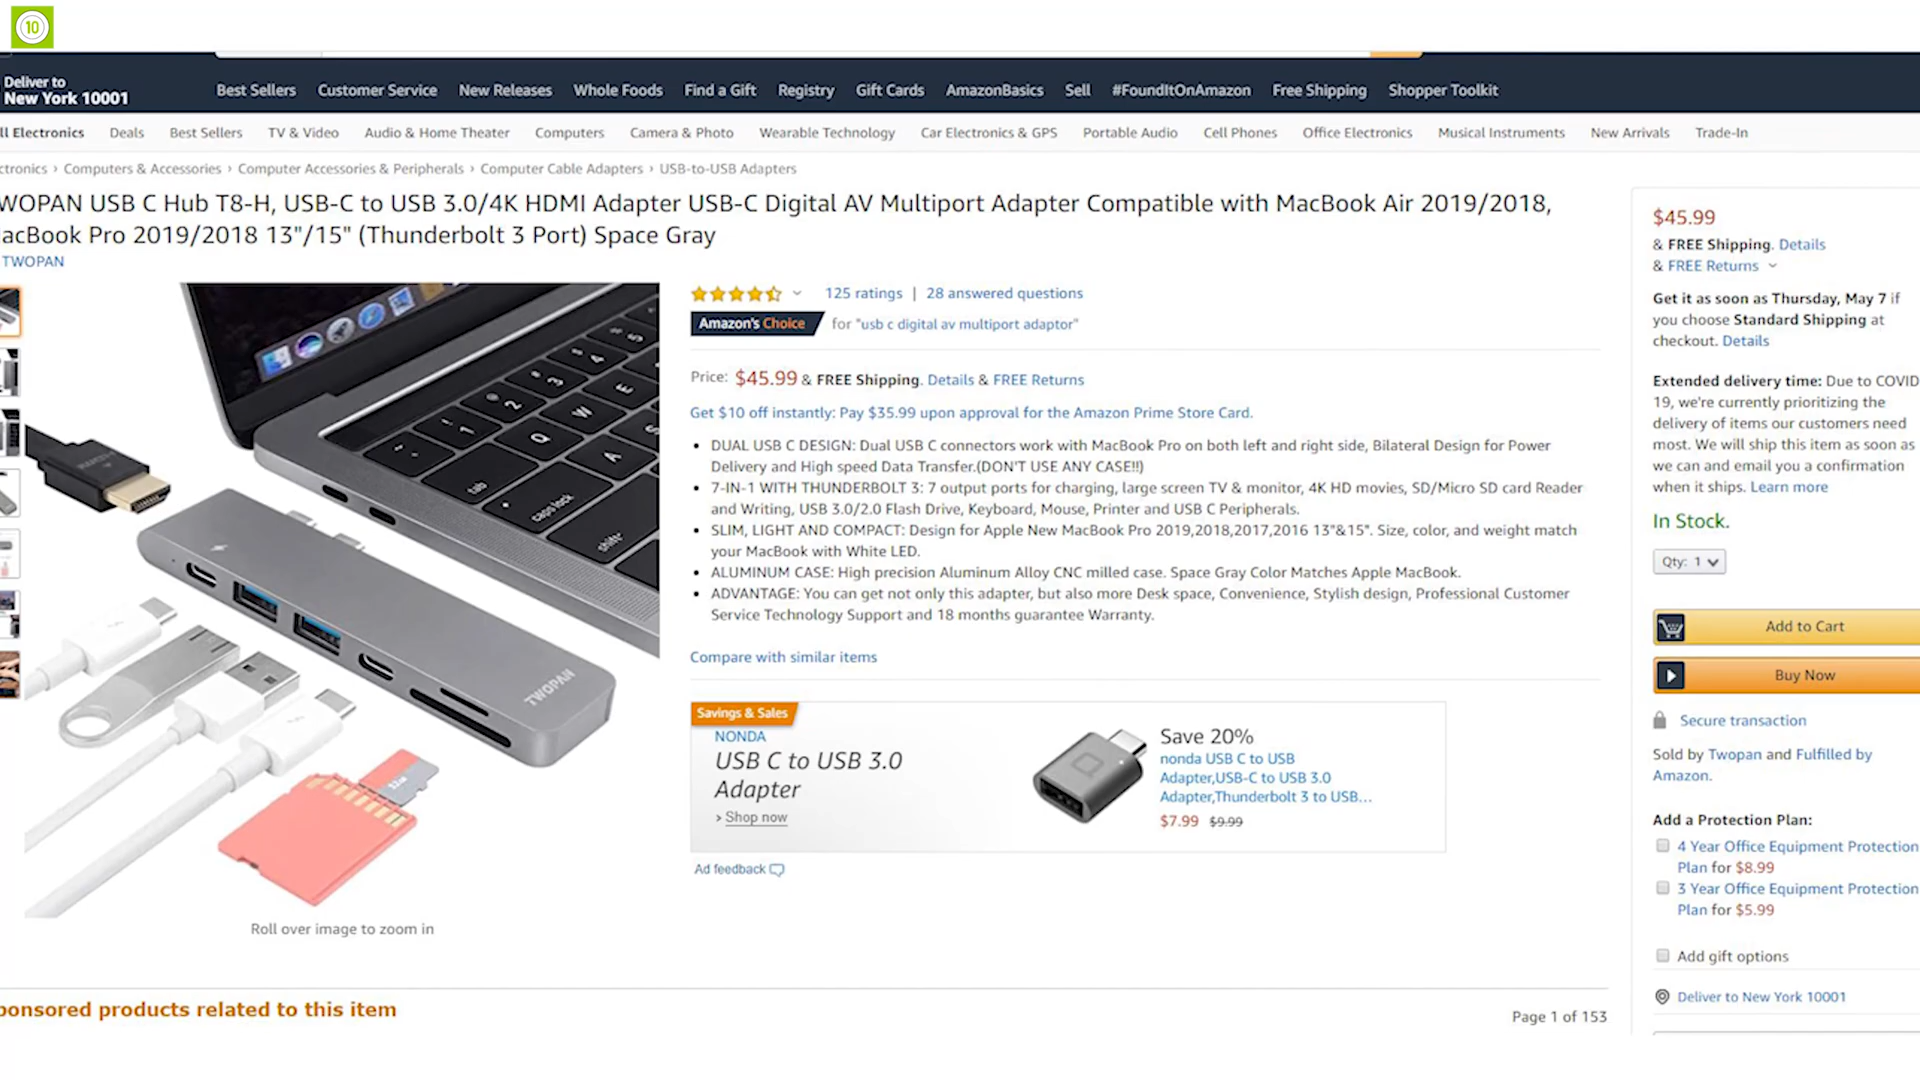 10
Deliver to
New York 10001
Best Sellers Customer Service New Releases Whole Foods Find a Gift Registry Gift Cards AmazonBasics Sell #FoundItOnAmazon Free Shipping Shopper Toolkit
ll Electronics Deals Best Sellers TV & Video Audio & Home Theater Computers Camera & Photo Wearable Technology Car Electronics & GPS Portable Audio Cell Phones Office Electronics Musical Instruments New Arrivals Trade-In
ctronics › Computers & Accessories › Computer Accessories & Peripherals › Computer Cable Adapters › USB-to-USB Adapters
WOPAN USB C Hub T8-H, USB-C to USB 3.0/4K HDMI Adapter USB-C Digital AV Multiport Adapter Compatible with MacBook Air 2019/2018,
acBook Pro 2019/2018 13"/15" (Thunderbolt 3 Port) Space Gray
TWOPAN
TWOPAN
tab
caps lock
shift
Q
W
E
A
1
2
3
4
5
Roll over image to zoom in
125 ratings | 28 answered questions
Amazon's Choice for "usb c digital av multiport adaptor"
Price: $45.99 & FREE Shipping. Details & FREE Returns
Get $10 off instantly: Pay $35.99 upon approval for the Amazon Prime Store Card.
• DUAL USB C DESIGN: Dual USB C connectors work with MacBook Pro on both left and right side, Bilateral Design for Power
Delivery and High speed Data Transfer.(DON'T USE ANY CASE!!)
• 7-IN-1 WITH THUNDERBOLT 3: 7 output ports for charging, large screen TV & monitor, 4K HD movies, SD/Micro SD card Reader
and Writing, USB 3.0/2.0 Flash Drive, Keyboard, Mouse, Printer and USB C Peripherals.
• SLIM, LIGHT AND COMPACT: Design for Apple New MacBook Pro 2019,2018,2017,2016 13"&15". Size, color, and weight match
your MacBook with White LED.
• ALUMINUM CASE: High precision Aluminum Alloy CNC milled case. Space Gray Color Matches Apple MacBook.
• ADVANTAGE: You can get not only this adapter, but also more Desk space, Convenience, Stylish design, Professional Customer
Service Technology Support and 18 months guarantee Warranty.
Compare with similar items
Savings & Sales
NONDA
USB C to USB 3.0
Adapter
› Shop now
Save 20%
nonda USB C to USB
Adapter,USB-C to USB 3.0
Adapter,Thunderbolt 3 to USB...
$7.99 $9.99
Ad feedback
$45.99
& FREE Shipping. Details
& FREE Returns
Get it as soon as Thursday, May 7 if
you choose Standard Shipping at
checkout. Details
Extended delivery time: Due to COVID
19, we're currently prioritizing the
delivery of items our customers need
most. We will ship this item as soon as
we can and email you a confirmation
when it ships. Learn more
In Stock.
Qty: 1
Add to Cart
Buy Now
Secure transaction
Sold by Twopan and Fulfilled by
Amazon.
Add a Protection Plan:
4 Year Office Equipment Protection
Plan for $8.99
3 Year Office Equipment Protection
Plan for $5.99
Add gift options
Deliver to New York 10001
ponsored products related to this item
Page 1 of 153